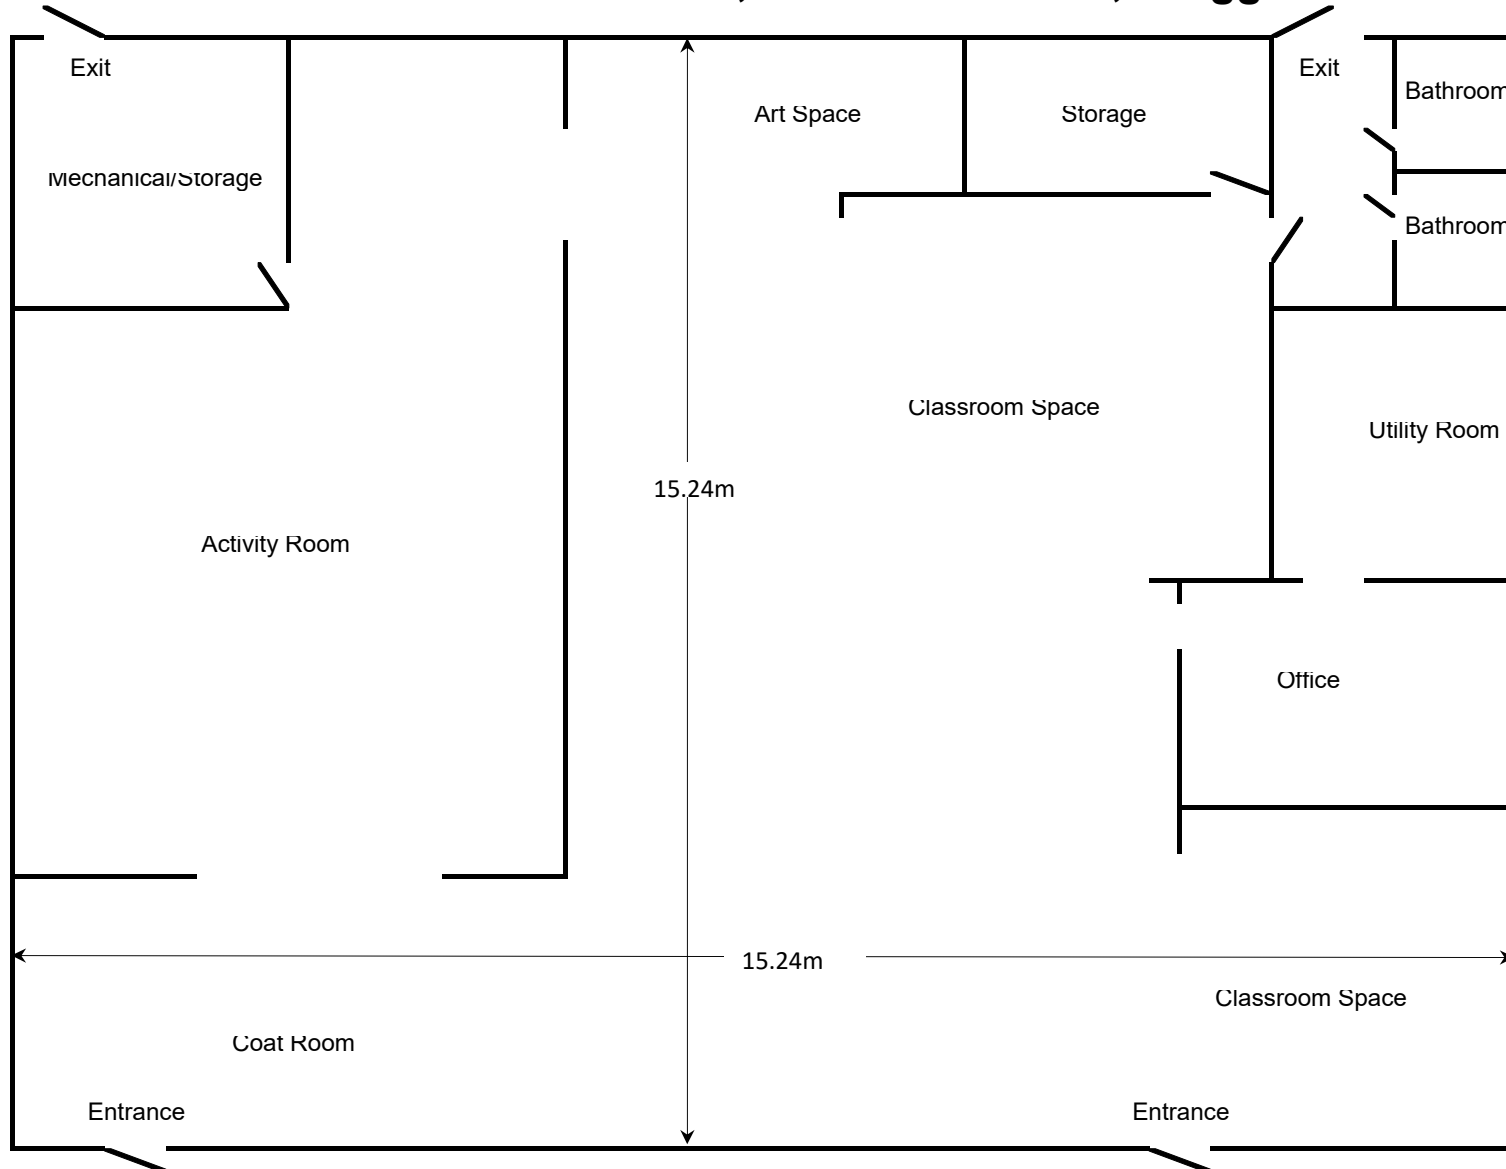 Exit
Exit
Bathroom
Art Space
Storage
Mechanical/Storage
Bathroom
Classroom Space
Utility Room
15.24m
Activity Room
Office
15.24m
Classroom Space
Coat Room
Entrance
Entrance